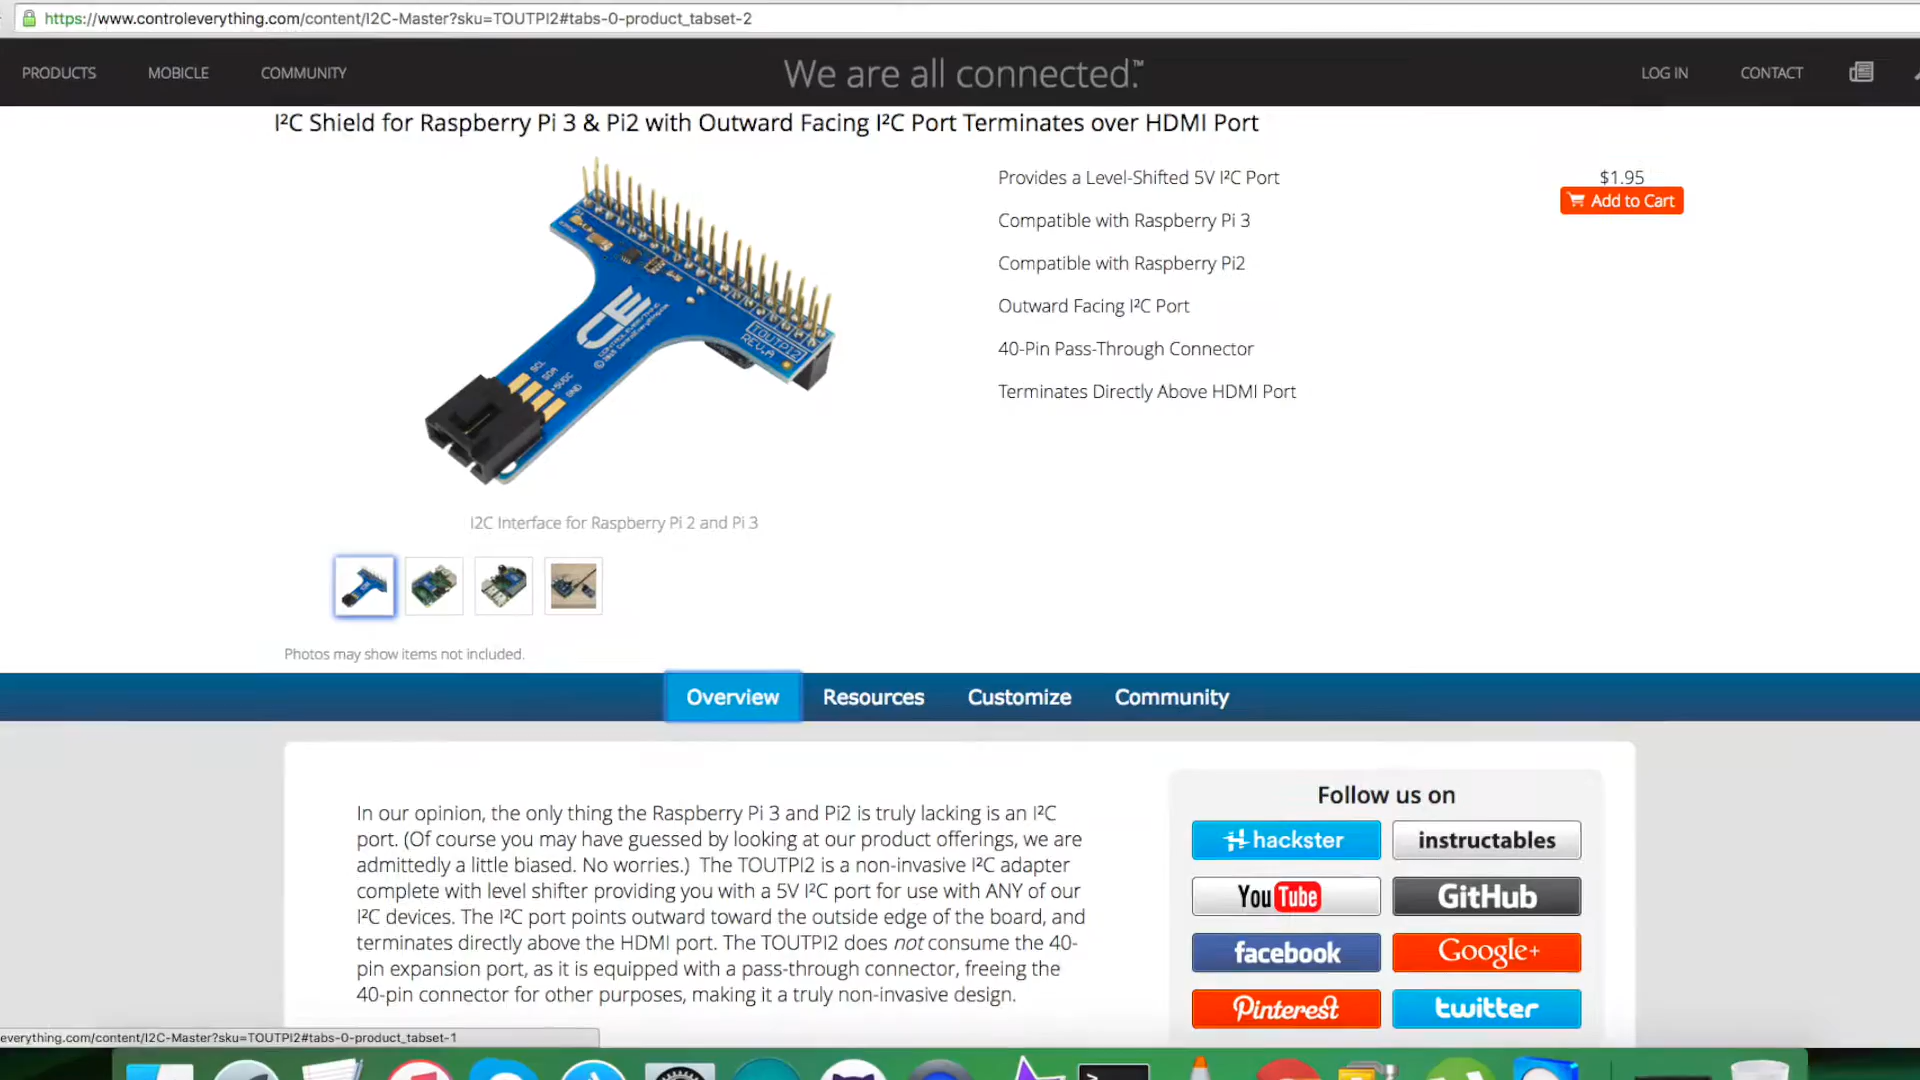 https://www.controleverything.com/content/I2C-Master?sku=TOUTPI2#tabs-0-product_tabset-2
PRODUCTS
MOBICLE
COMMUNITY
We are all connected.™
LOG IN
CONTACT
I²C Shield for Raspberry Pi 3 & Pi2 with Outward Facing I²C Port Terminates over HDMI Port
SCL
SDA
+5VDC
GND
CE
CONTROLEVERYTHING
©2015 ControlEverything.com
TOUTPI2
REV.A
Provides a Level-Shifted 5V I²C Port
Compatible with Raspberry Pi 3
Compatible with Raspberry Pi2
Outward Facing I²C Port
40-Pin Pass-Through Connector
Terminates Directly Above HDMI Port
$1.95
Add to Cart
I2C Interface for Raspberry Pi 2 and Pi 3
Photos may show items not included.
Overview
Resources
Customize
Community
In our opinion, the only thing the Raspberry Pi 3 and Pi2 is truly lacking is an I²C
port. (Of course you may have guessed by looking at our product offerings, we are
admittedly a little biased. No worries.) The TOUTPI2 is a non-invasive I²C adapter
complete with level shifter providing you with a 5V I²C port for use with ANY of our
I²C devices. The I²C port points outward toward the outside edge of the board, and
terminates directly above the HDMI port. The TOUTPI2 does not consume the 40-
pin expansion port, as it is equipped with a pass-through connector, freeing the
40-pin connector for other purposes, making it a truly non-invasive design.
Follow us on
hackster
instructables
YouTube
GitHub
facebook
Google+
Pinterest
twitter
everything.com/content/I2C-Master?sku=TOUTPI2#tabs-0-product_tabset-1